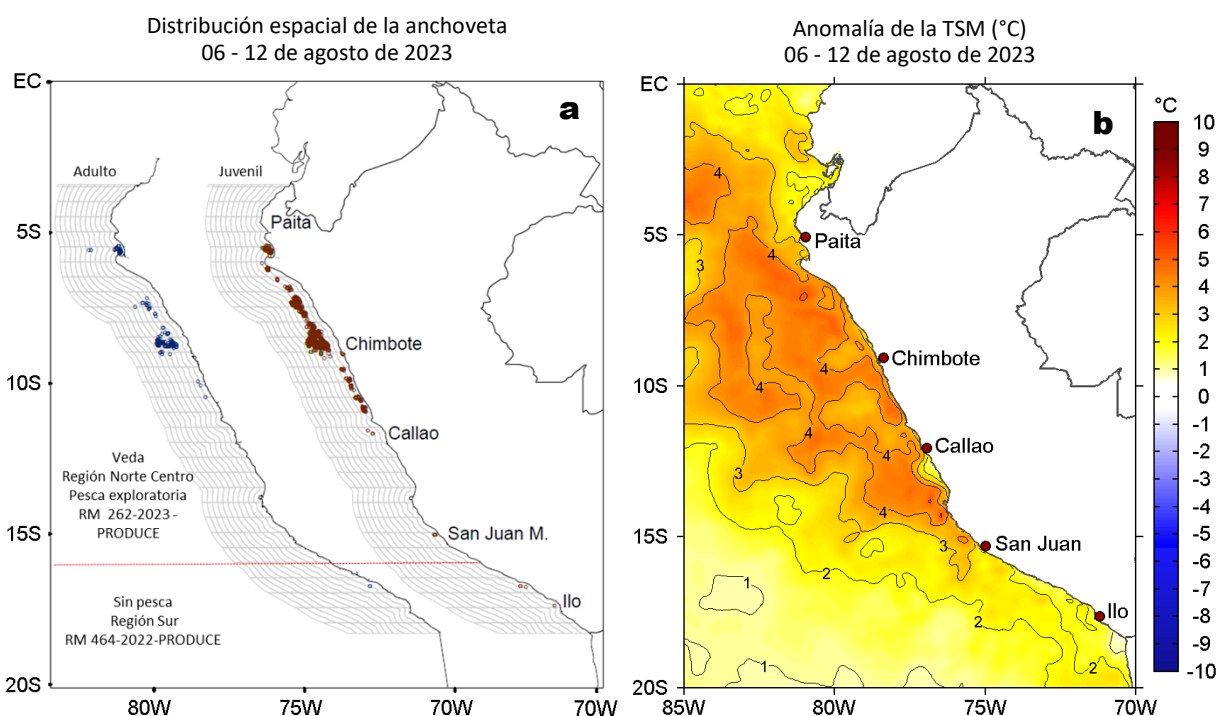 Distribución espacial de la anchoveta
06 - 12 de agosto de 2023
EC
5S
10S
15S
20S
80W
75W
70W
70W
a
Adulto
Juvenil
Paita
Chimbote
Callao
San Juan M.
Ilo
Veda
Región Norte Centro
Pesca exploratoria
RM 262-2023 -
PRODUCE
Sin pesca
Región Sur
RM 464-2022-PRODUCE
Anomalía de la TSM (°C)
06 - 12 de agosto de 2023
EC
5S
10S
15S
20S
85W
80W
75W
70W
b
4
4
3
Paita
4
Chimbote
4
4
4
3
Callao
4
3
San Juan
2
1
2
Ilo
1
2
°C
10
9
8
7
6
5
4
3
2
1
0
-1
-2
-3
-4
-5
-6
-7
-8
-9
-10